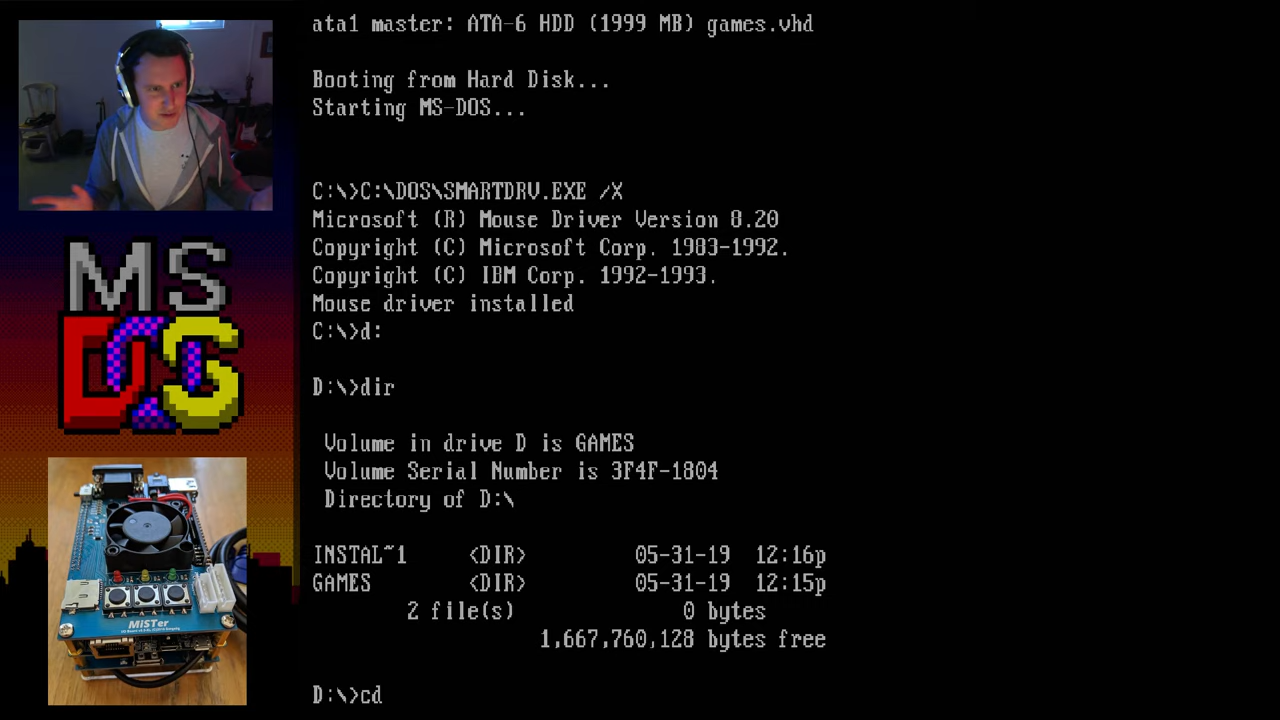 ata1 master: ATA-6 HDD (1999 MB) games.vhd
Booting from Hard Disk...
Starting MS-DOS...
C:\>C:\DOS\SMARTDRV.EXE /X
Microsoft (R) Mouse Driver Version 8.20
Copyright (C) Microsoft Corp. 1983-1992.
Copyright (C) IBM Corp. 1992-1993.
Mouse driver installed
C:\>d:
D:\>dir
Volume in drive D is GAMES
Volume Serial Number is 3F4F-1804
Directory of D:\
INSTAL~1 <DIR> 05-31-19 12:16p
GAMES <DIR> 05-31-19 12:15p
2 file(s) 0 bytes
1,667,760,128 bytes free
D:\>cd
MS
DOS
MiSTer